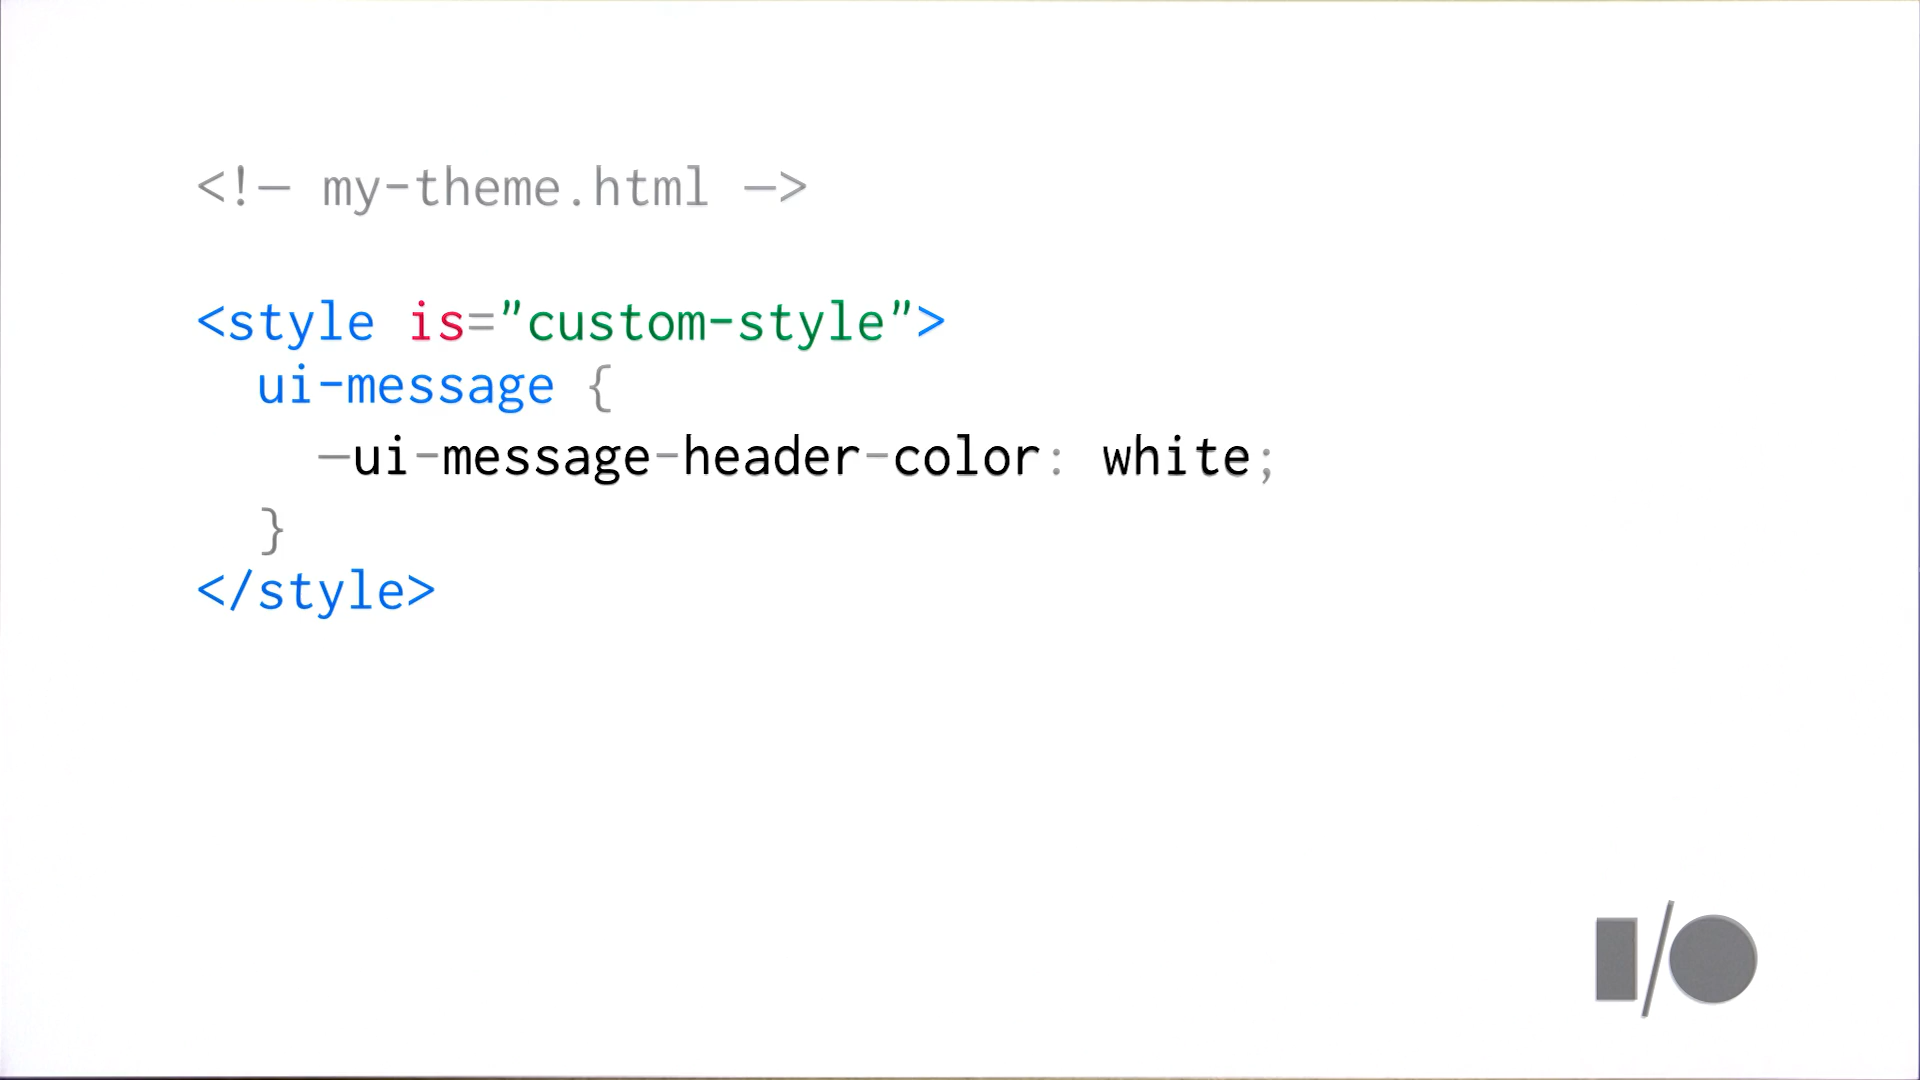 <!— my-theme.html —>
<style is="custom-style">
ui-message {
—ui-message-header-color: white;
}
</style>
I/O